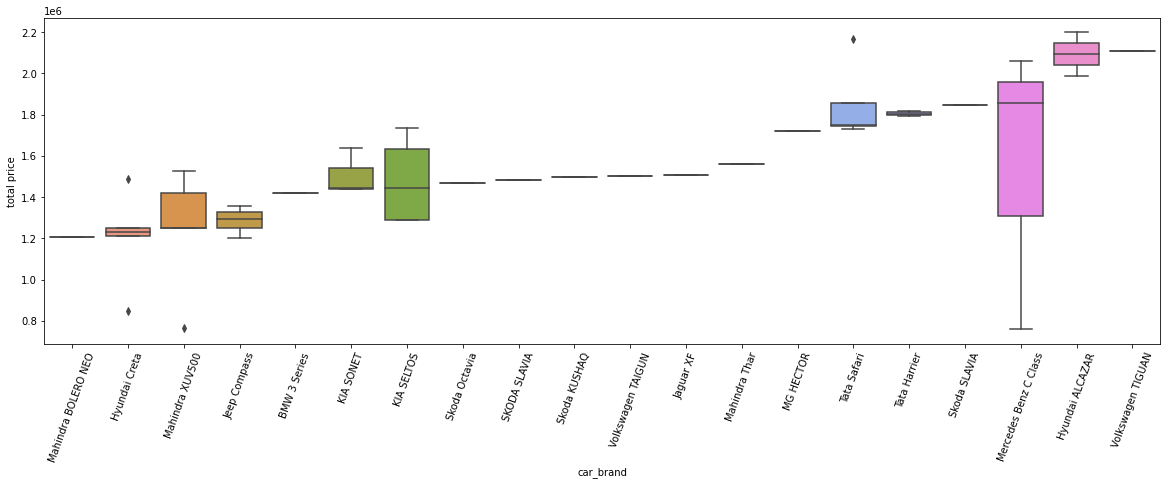 1e6
2.2
2.0
1.8
1.6
1.4
1.2
1.0
0.8
total price
Mahindra BOLERO NEO
Hyundai Creta
Mahindra XUV500
Jeep Compass
BMW 3 Series
KIA SONET
KIA SELTOS
Skoda Octavia
SKODA SLAVIA
Skoda KUSHAQ
Volkswagen TAIGUN
Jaguar XF
Mahindra Thar
MG HECTOR
Tata Safari
Tata Harrier
Skoda SLAVIA
Mercedes Benz C Class
Hyundai ALCAZAR
Volkswagen TIGUAN
car_brand